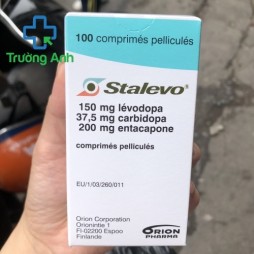 Trường Anh
100 comprimés pelliculés
Stalevo®
150 mg lévodopa
37,5 mg carbidopa
200 mg entacapone
comprimés pelliculés
EU/1/03/260/011
Orion Corporation
Orionintie 1
FI-02200 Espoo
Finlande
ORION
PHARMA